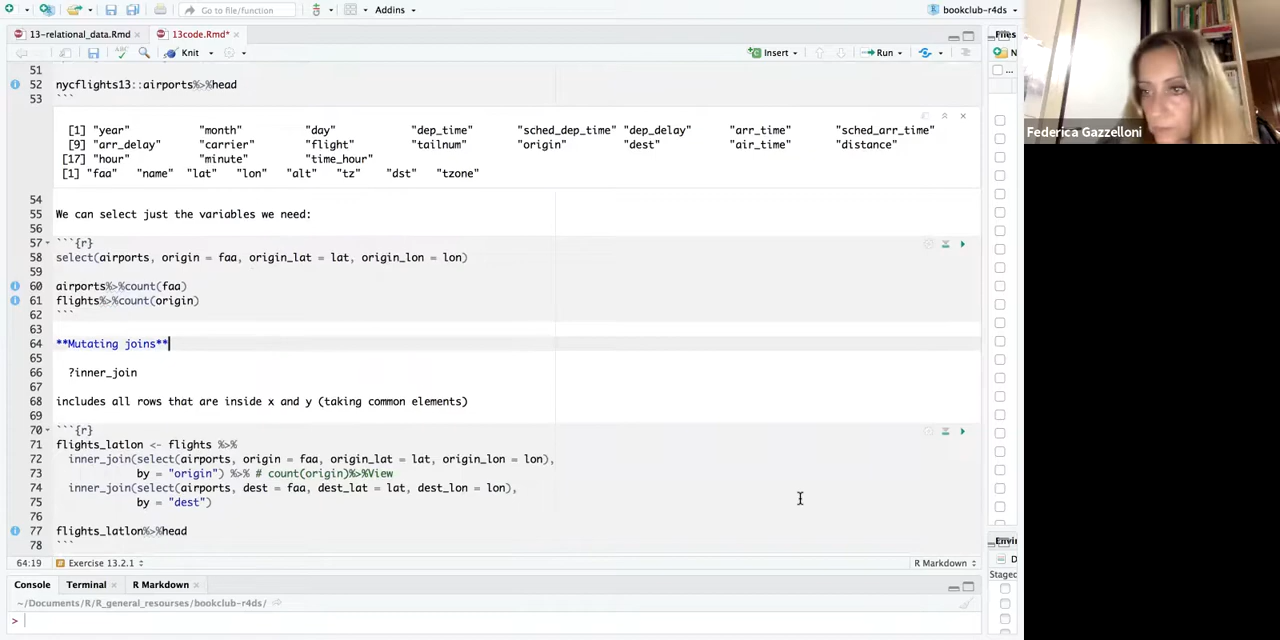 Go to file/function
Addins
bookclub-r4ds
13-relational_data.Rmd
13code.Rmd*
Files
Knit
Insert
Run
N
...
51
52 nycflights13::airports%>%head
53 ```
[1] "year" "month" "day" "dep_time" "sched_dep_time" "dep_delay" "arr_time" "sched_arr_time"
[9] "arr_delay" "carrier" "flight" "tailnum" "origin" "dest" "air_time" "distance"
[17] "hour" "minute" "time_hour"
[1] "faa" "name" "lat" "lon" "alt" "tz" "dst" "tzone"
54
55 We can select just the variables we need:
56
57 ```{r}
58 select(airports, origin = faa, origin_lat = lat, origin_lon = lon)
59
60 airports%>%count(faa)
61 flights%>%count(origin)
62 ```
63
64 **Mutating joins**
65
66 ?inner_join
67
68 includes all rows that are inside x and y (taking common elements)
69
70 ```{r}
71 flights_latlon <- flights %>%
72 inner_join(select(airports, origin = faa, origin_lat = lat, origin_lon = lon),
73 by = "origin") %>% # count(origin)%>%View
74 inner_join(select(airports, dest = faa, dest_lat = lat, dest_lon = lon),
75 by = "dest")
76
77 flights_latlon%>%head
78 ```
64:19 Exercise 13.2.1 R Markdown
Console Terminal R Markdown
~/Documents/R/R_general_resourses/bookclub-r4ds/
>
Envir
D
Staged
Federica Gazzelloni